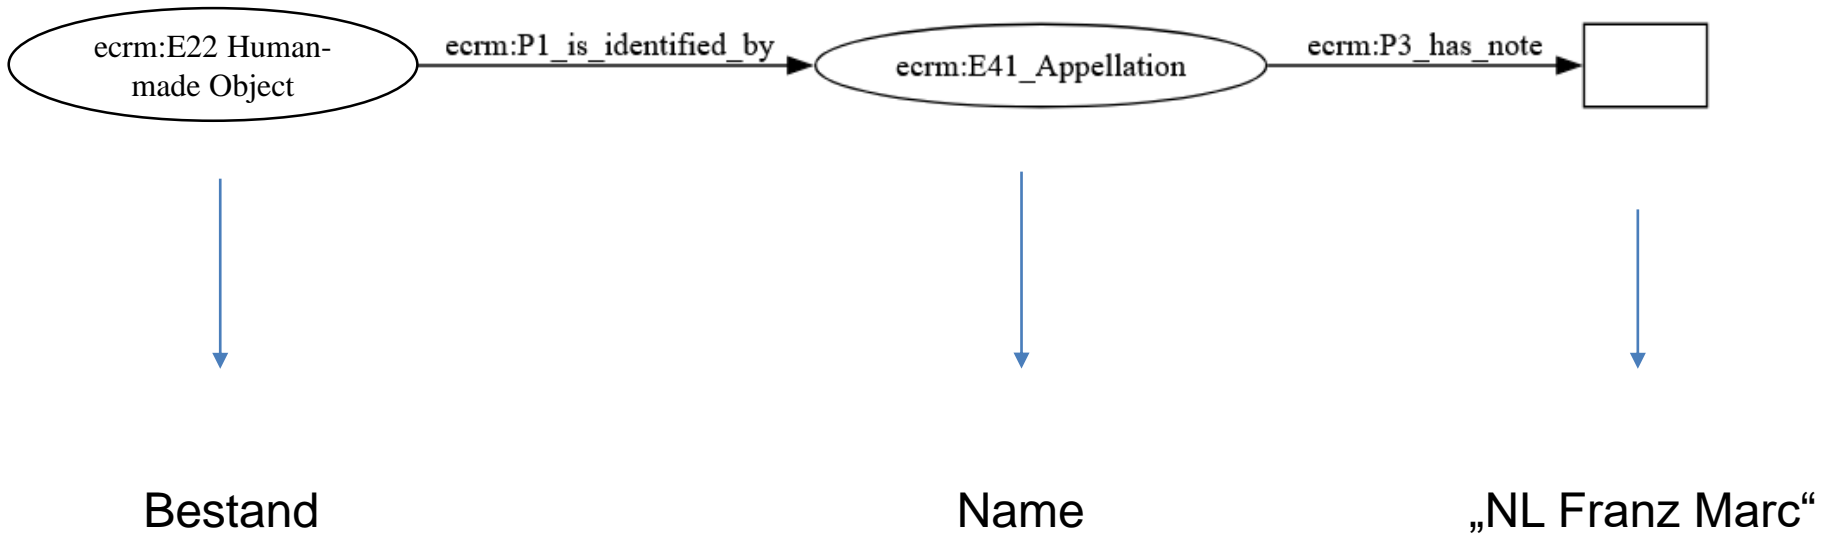 ecrm:E22 Human-
made Object
ecrm:P1_is_identified_by
ecrm:E41_Appellation
ecrm:P3_has_note
Bestand
Name
„NL Franz Marc“